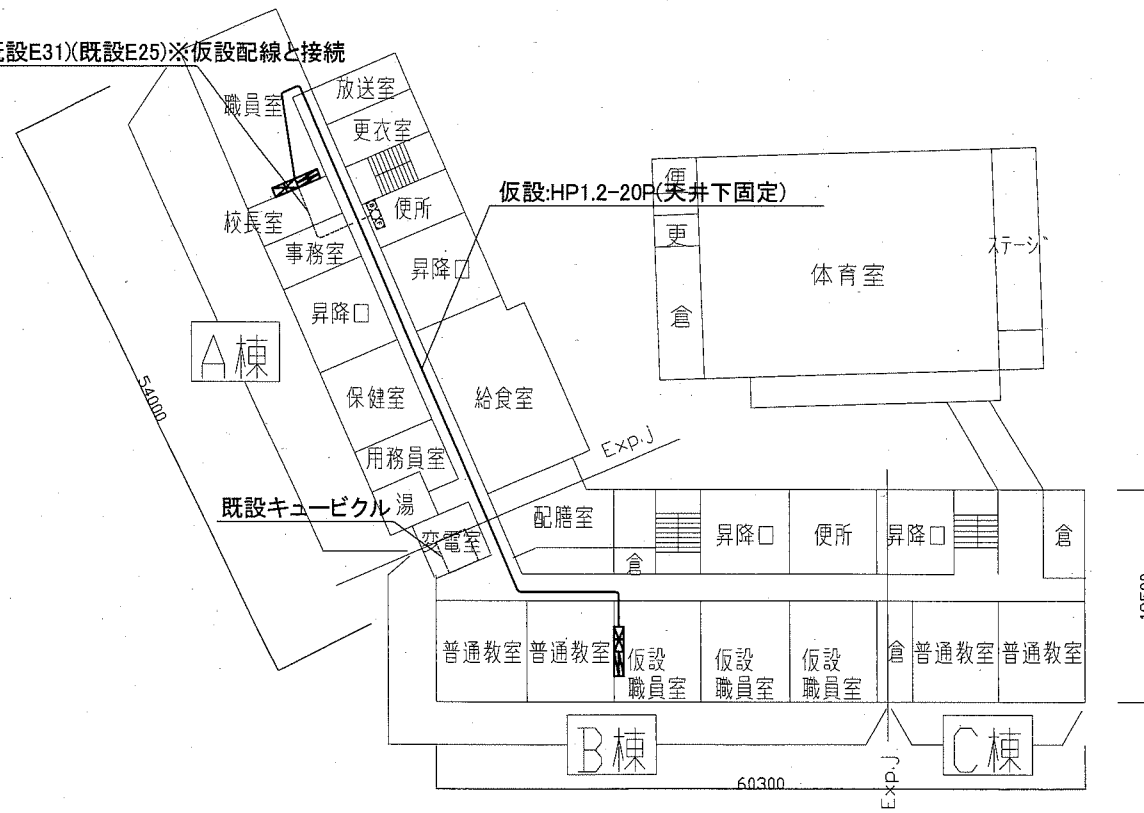 設E31)(既設E25)※仮設配線と接続
放送室
職員室
更衣室
仮設:HP1.2-20P(天井下固定)
便
校長室
便所
更
ステージ
事務室
昇降口
体育室
昇降口
倉
A棟
54000
保健室
給食室
用務員室
Exp.J
既設キュービクル
湯
変電室
配膳室
倉
昇降口
便所
昇降口
倉
普通教室
普通教室
仮設
職員室
仮設
職員室
仮設
職員室
倉
普通教室
普通教室
B棟
C棟
60300
Exp.J